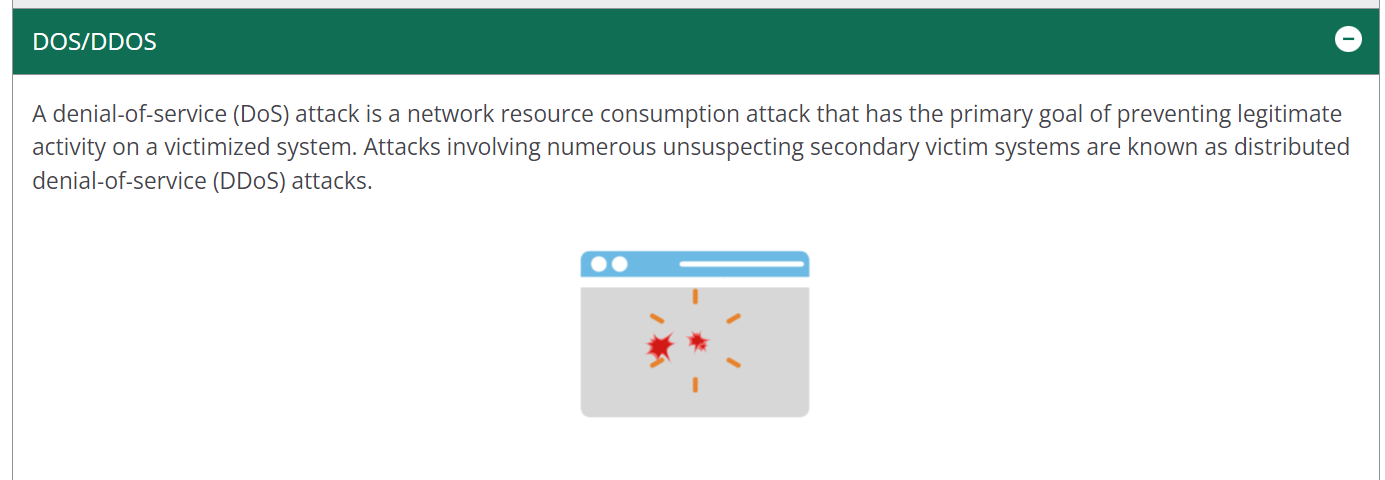 DOS/DDOS
A denial-of-service (DoS) attack is a network resource consumption attack that has the primary goal of preventing legitimate
activity on a victimized system. Attacks involving numerous unsuspecting secondary victim systems are known as distributed
denial-of-service (DDoS) attacks.